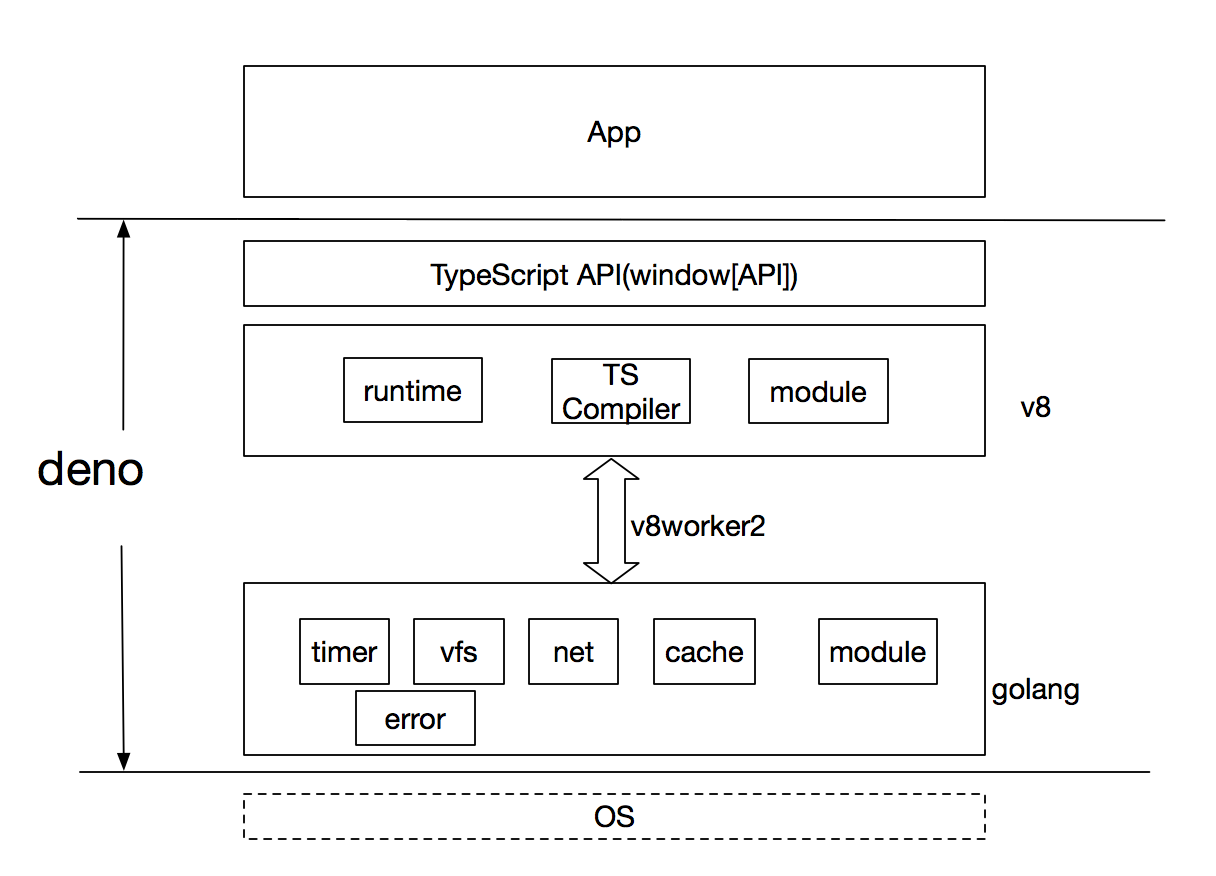 App
TypeScript API(window[API])
runtime
TS
Compiler
module
v8
deno
v8worker2
timer
vfs
net
cache
module
error
golang
OS